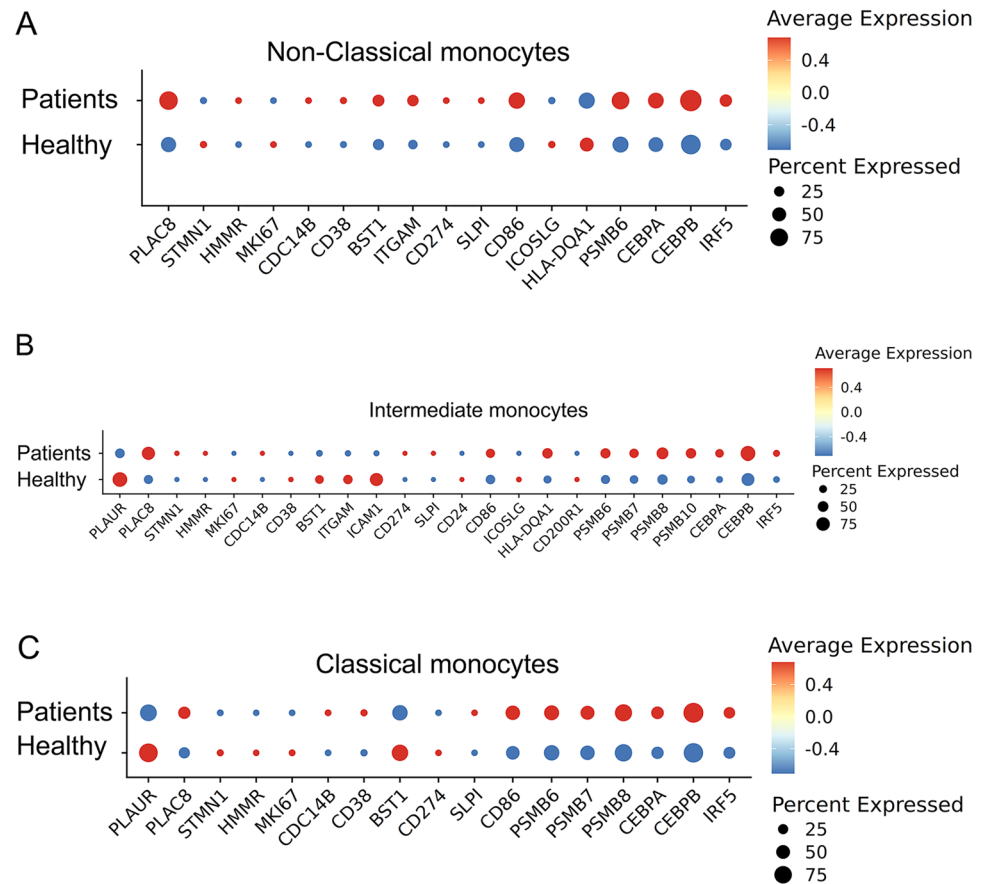 A
Non-Classical monocytes
Patients
Healthy
PLAC8 STMN1 HMMR MKI67 CDC14B CD38 BST1 ITGAM CD274 SLPI CD86 ICOSLG HLA-DQA1 PSMB6 CEBPA CEBPB IRF5
Average Expression
0.4
0.0
-0.4
Percent Expressed
25
50
75
B
Intermediate monocytes
Patients
Healthy
PLAUR PLAC8 STMN1 HMMR MKI67 CDC14B CD38 BST1 ITGAM ICAM1 CD274 SLPI CD24 CD86 ICOSLG HLA-DQA1 CD200R1 PSMB6 PSMB7 PSMB8 PSMB10 CEBPA CEBPB IRF5
Average Expression
0.4
0.0
-0.4
Percent Expressed
25
50
75
C
Classical monocytes
Patients
Healthy
PLAUR PLAC8 STMN1 HMMR MKI67 CDC14B CD38 BST1 CD274 SLPI CD86 PSMB6 PSMB7 PSMB8 CEBPA CEBPB IRF5
Average Expression
0.4
0.0
-0.4
Percent Expressed
25
50
75